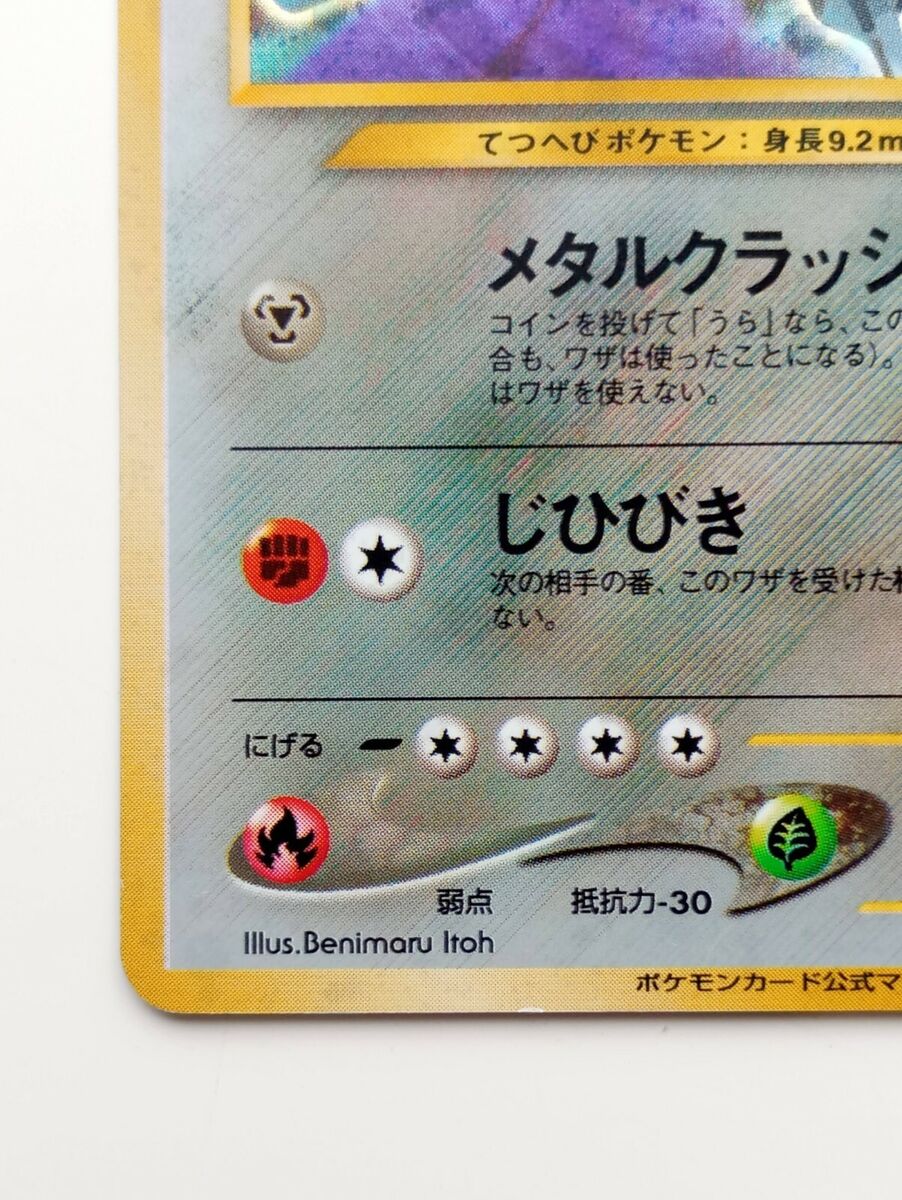 てつへびポケモン：身長9.2m
メタルクラッシ
コインを投げて「うら」なら、この
合も、ワザは使ったことになる)。
はワザを使えない。
じひびき
次の相手の番、このワザを受けた
ない。
にげる
弱点 抵抗力-30
Illus.Benimaru Itoh
ポケモンカード公式マ